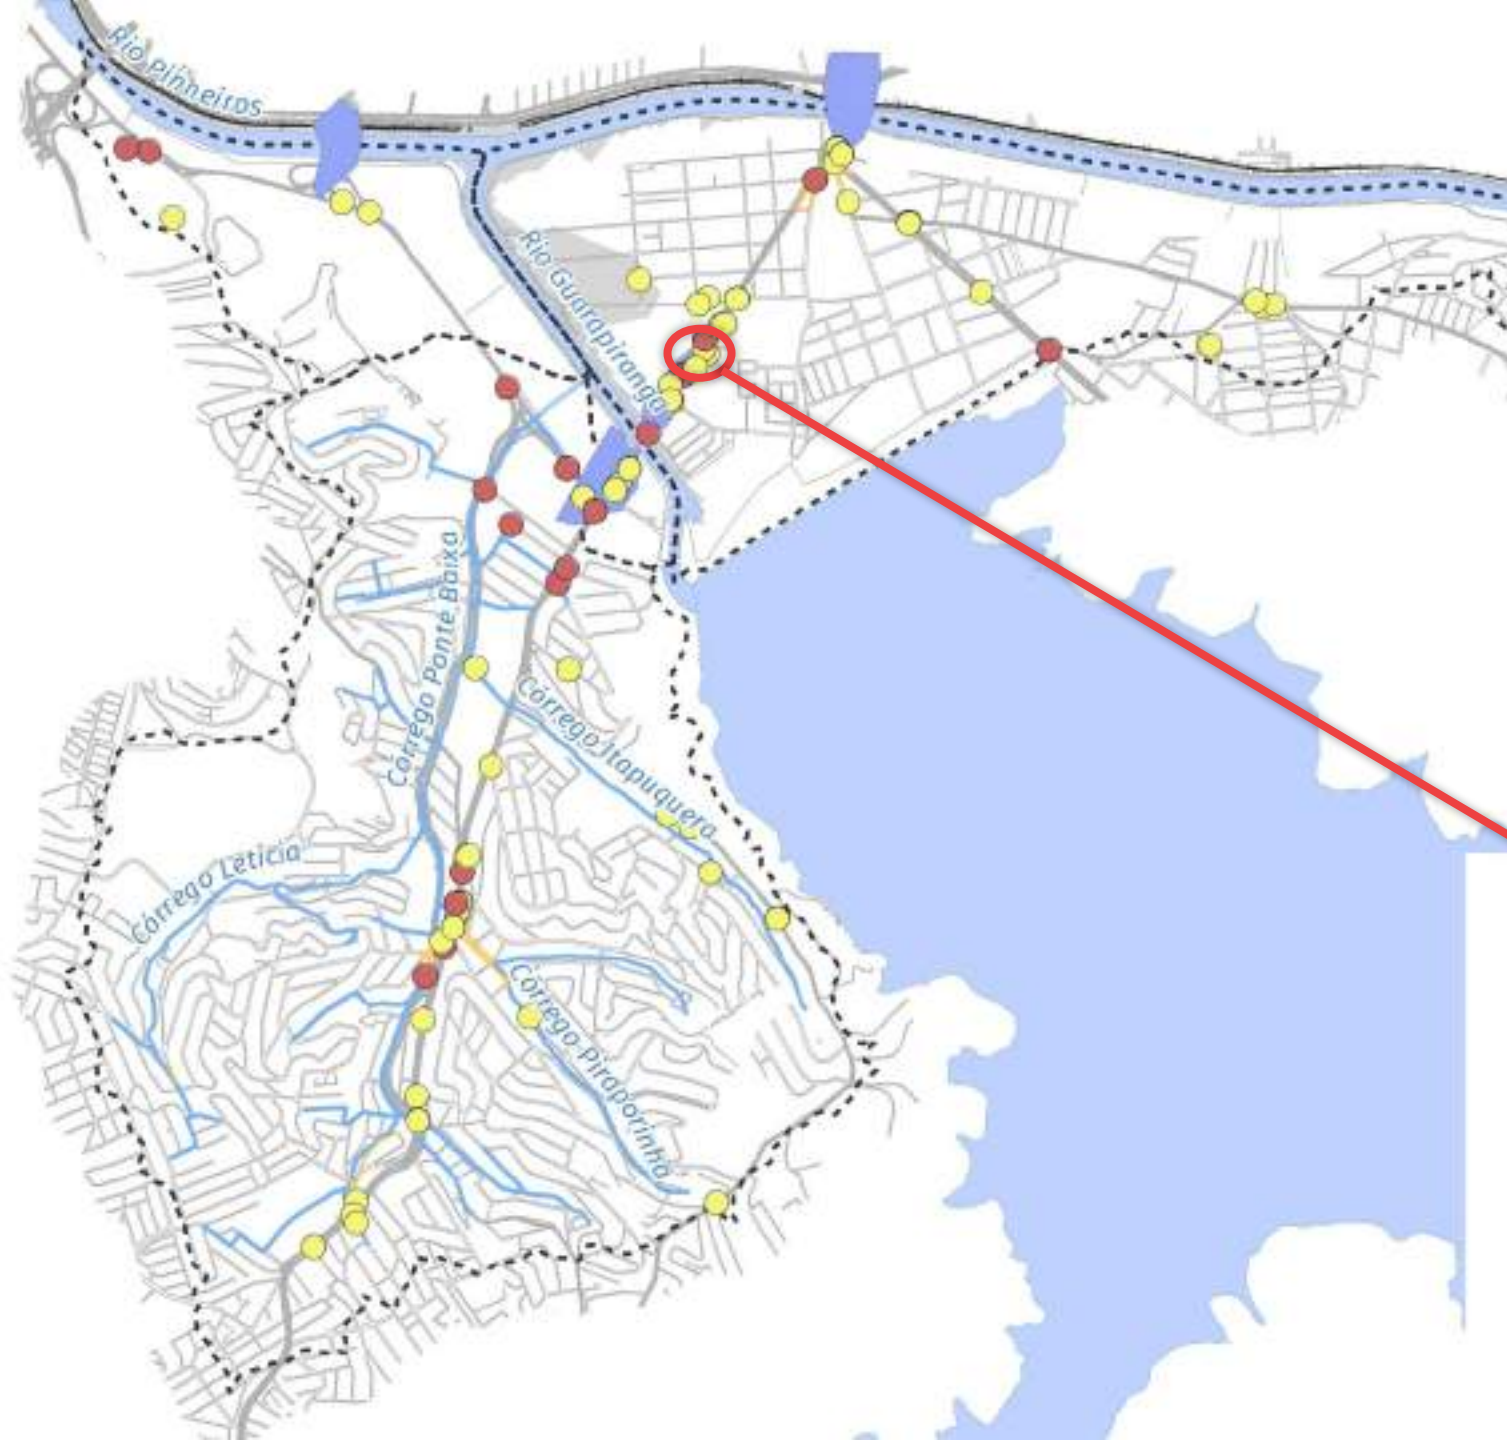 Rio Pinheiros
Rio Guarapiranga
Córrego Ponte Baixa
Córrego Itapuquera
Córrego Letícia
Córrego Piraporinha